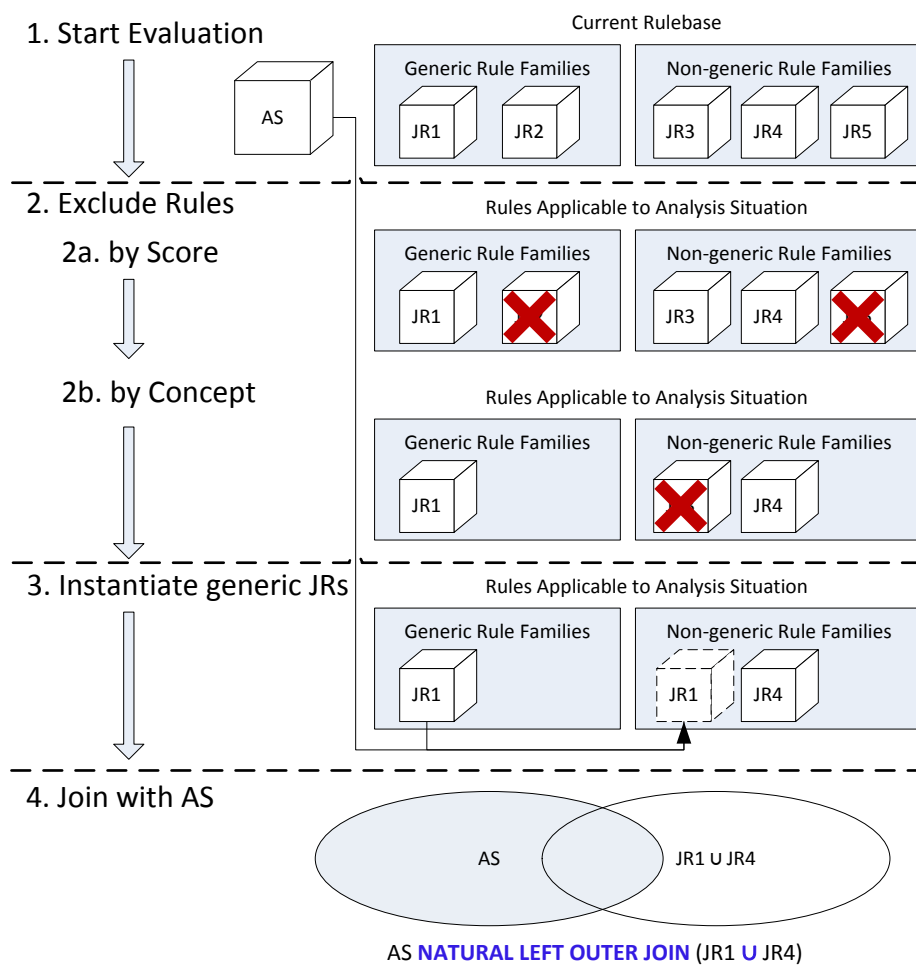 1. Start Evaluation
Current Rulebase
Generic Rule Families
Non-generic Rule Families
AS
JR1
JR2
JR3
JR4
JR5
2. Exclude Rules
Rules Applicable to Analysis Situation
2a. by Score
Generic Rule Families
Non-generic Rule Families
JR1
JR3
JR4
2b. by Concept
Rules Applicable to Analysis Situation
Generic Rule Families
Non-generic Rule Families
JR1
JR4
3. Instantiate generic JRs
Rules Applicable to Analysis Situation
Generic Rule Families
Non-generic Rule Families
JR1
JR1
JR4
4. Join with AS
AS
JR1 ∪ JR4
AS NATURAL LEFT OUTER JOIN (JR1 ∪ JR4)